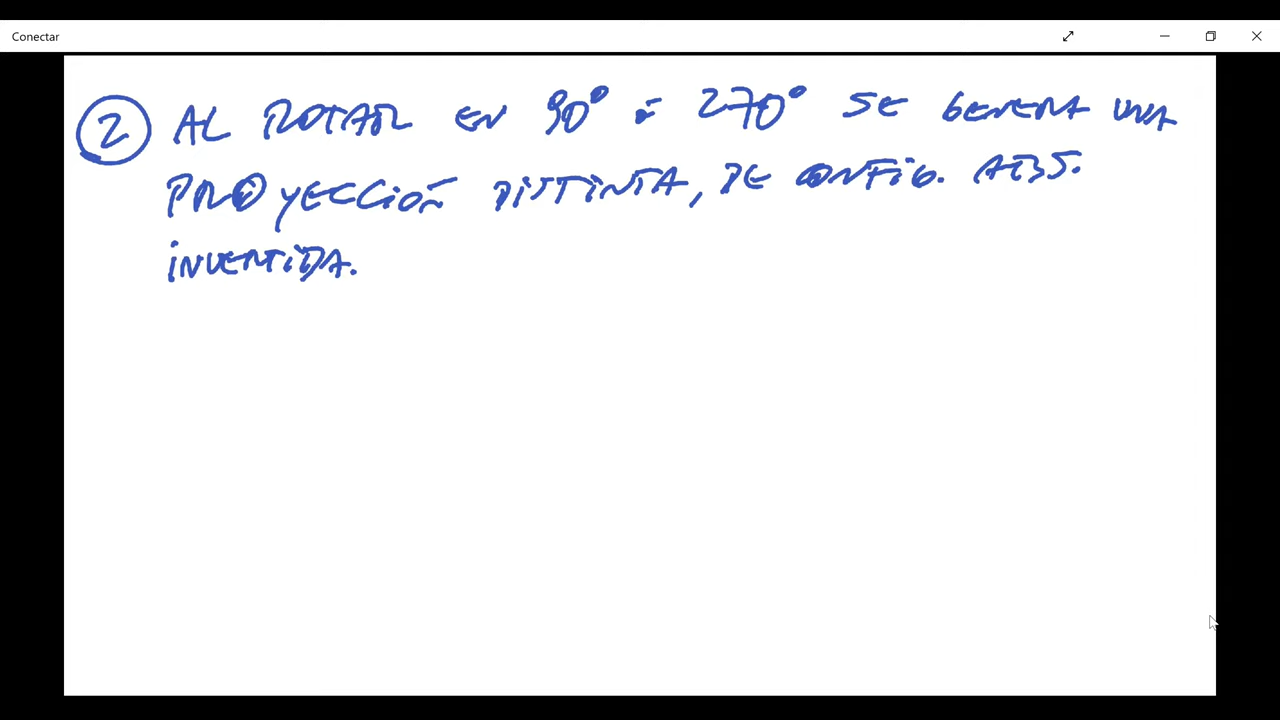 Conectar
2 AL ROTAR EN 90° ó 270° SE GENERA UNA
PROYECCIÓN DISTINTA, DE CONFIG. ABS.
INVERTIDA.